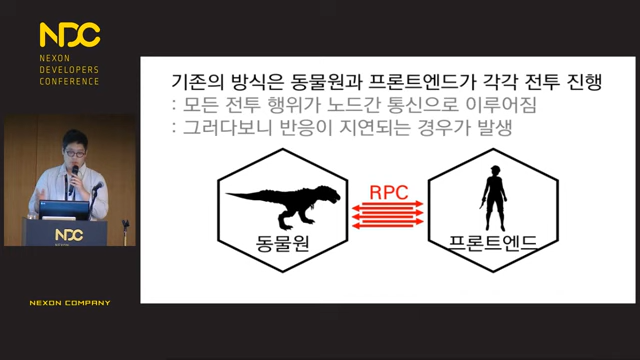 NDC
NEXON
DEVELOPERS
CONFERENCE
기존의 방식은 동물원과 프론트엔드가 각각 전투 진행
: 모든 전투 행위가 노드간 통신으로 이루어짐
: 그러다보니 반응이 지연되는 경우가 발생
RPC
동물원
프론트엔드
NDC
NEXON COMPANY